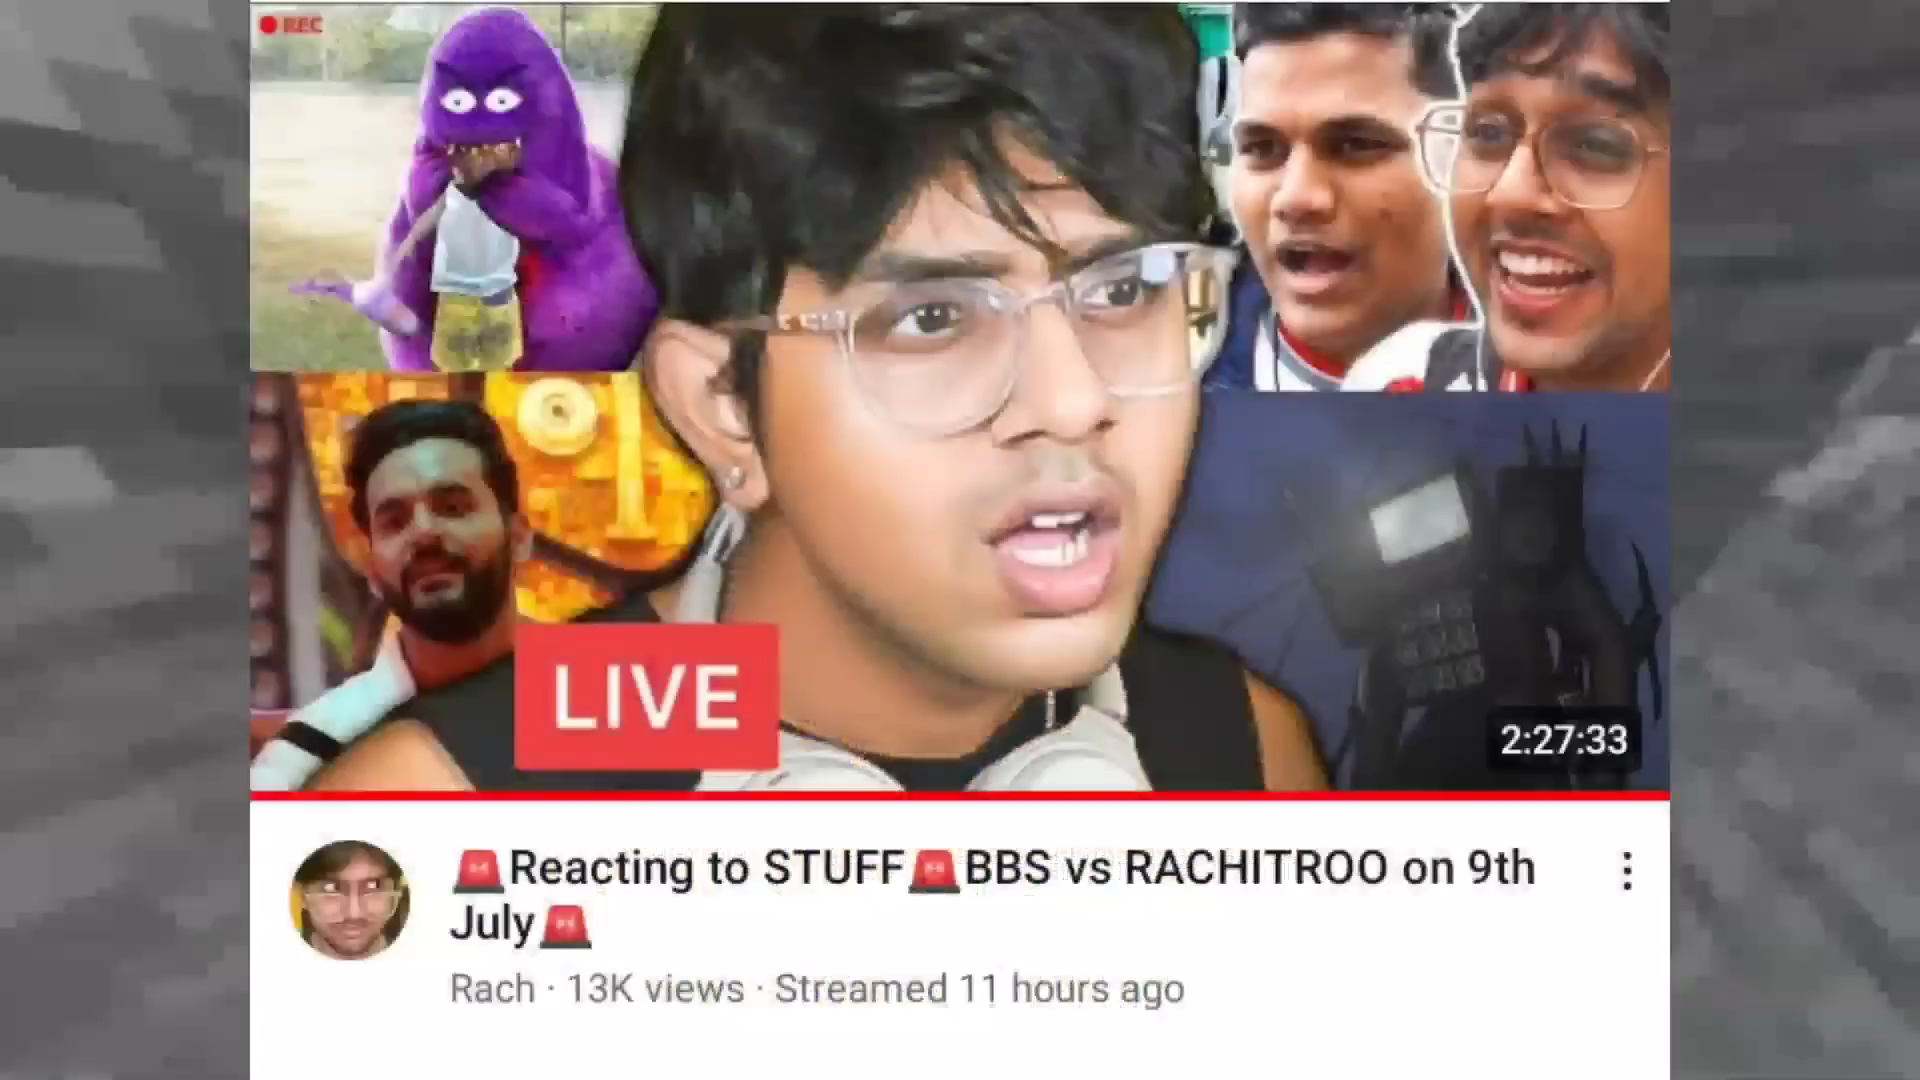 REC
LIVE
2:27:33
🚨Reacting to STUFF🚨BBS vs RACHITROO on 9th
July🚨
Rach · 13K views · Streamed 11 hours ago